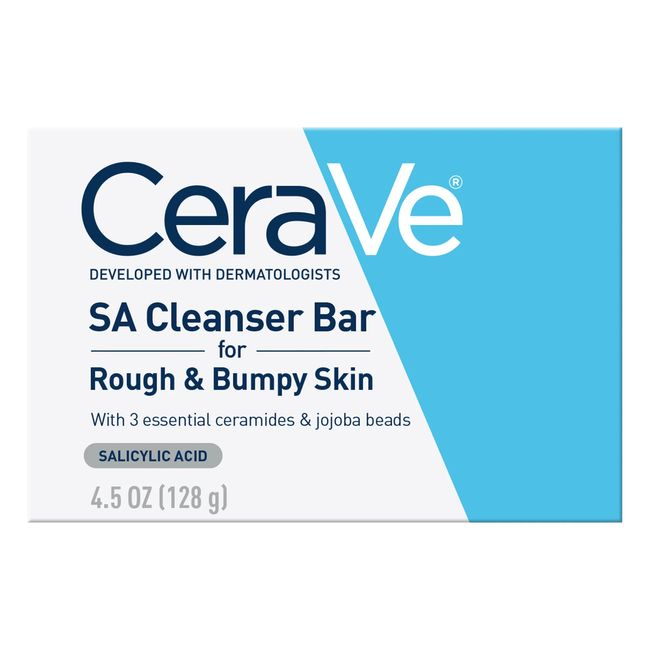 CeraVe®
DEVELOPED WITH DERMATOLOGISTS
SA Cleanser Bar
for
Rough & Bumpy Skin
With 3 essential ceramides & jojoba beads
SALICYLIC ACID
4.5 OZ (128 g)